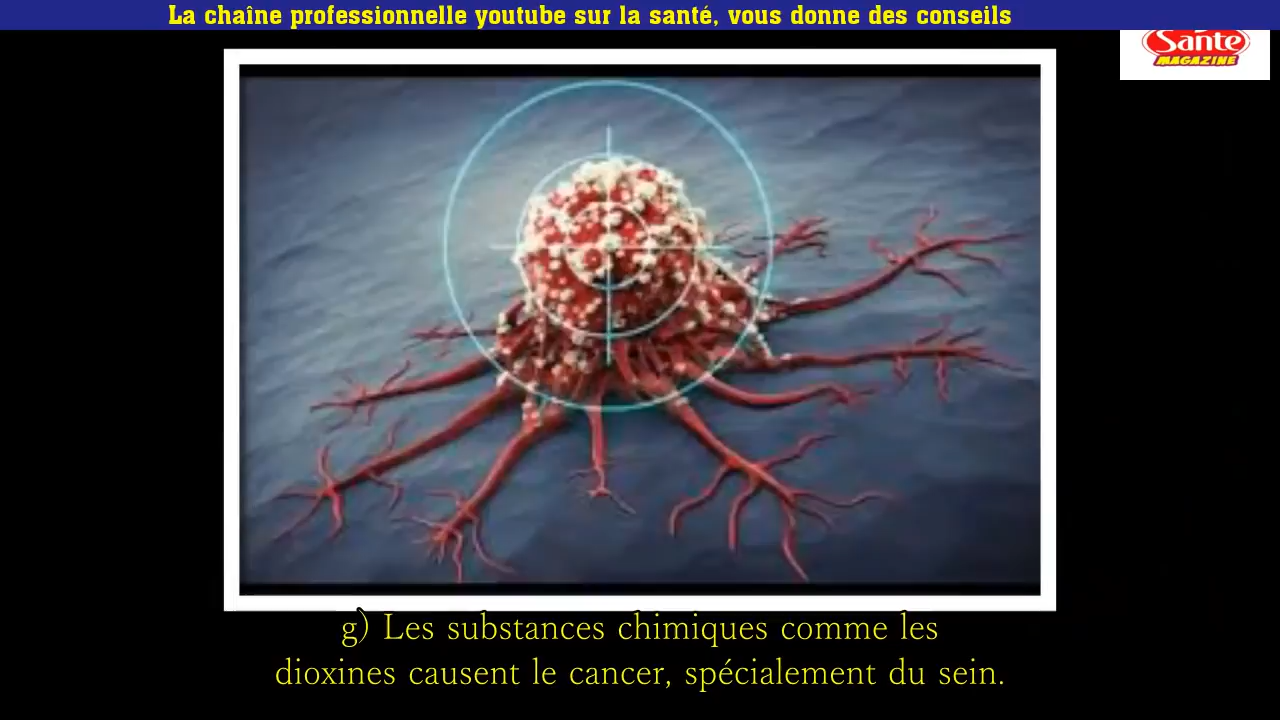 La chaîne professionnelle youtube sur la santé, vous donne des conseils
Santé
MAGAZINE
g) Les substances chimiques comme les
dioxines causent le cancer, spécialement du sein.